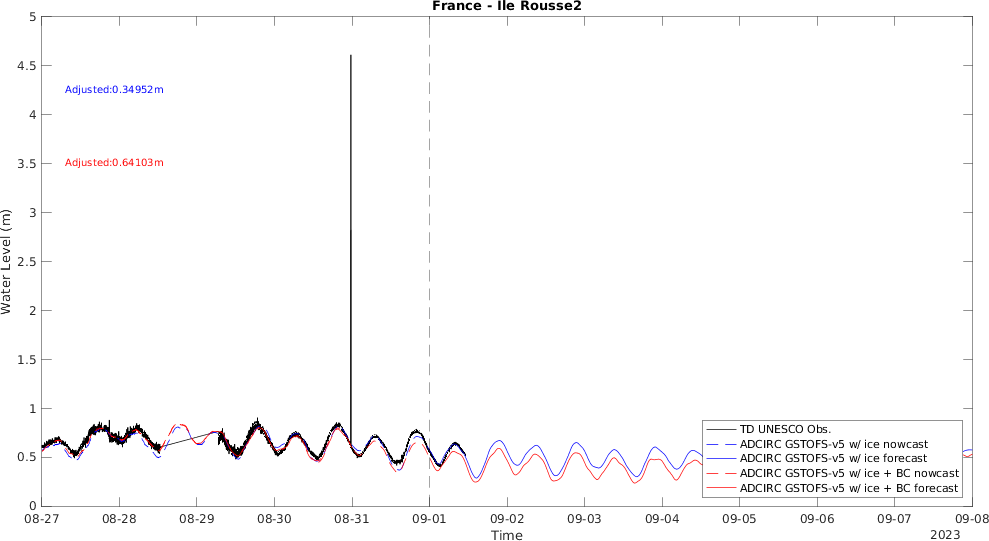 France - Ile Rousse2
5
4.5
4
3.5
3
2.5
2
1.5
1
0.5
0
Water Level (m)
Adjusted:0.34952m
Adjusted:0.64103m
TD UNESCO Obs.
ADCIRC GSTOFS-v5 w/ ice nowcast
ADCIRC GSTOFS-v5 w/ ice forecast
ADCIRC GSTOFS-v5 w/ ice + BC nowcast
ADCIRC GSTOFS-v5 w/ ice + BC forecast
08-27 08-28 08-29 08-30 08-31 09-01 09-02 09-03 09-04 09-05 09-06 09-07 09-08
Time
2023